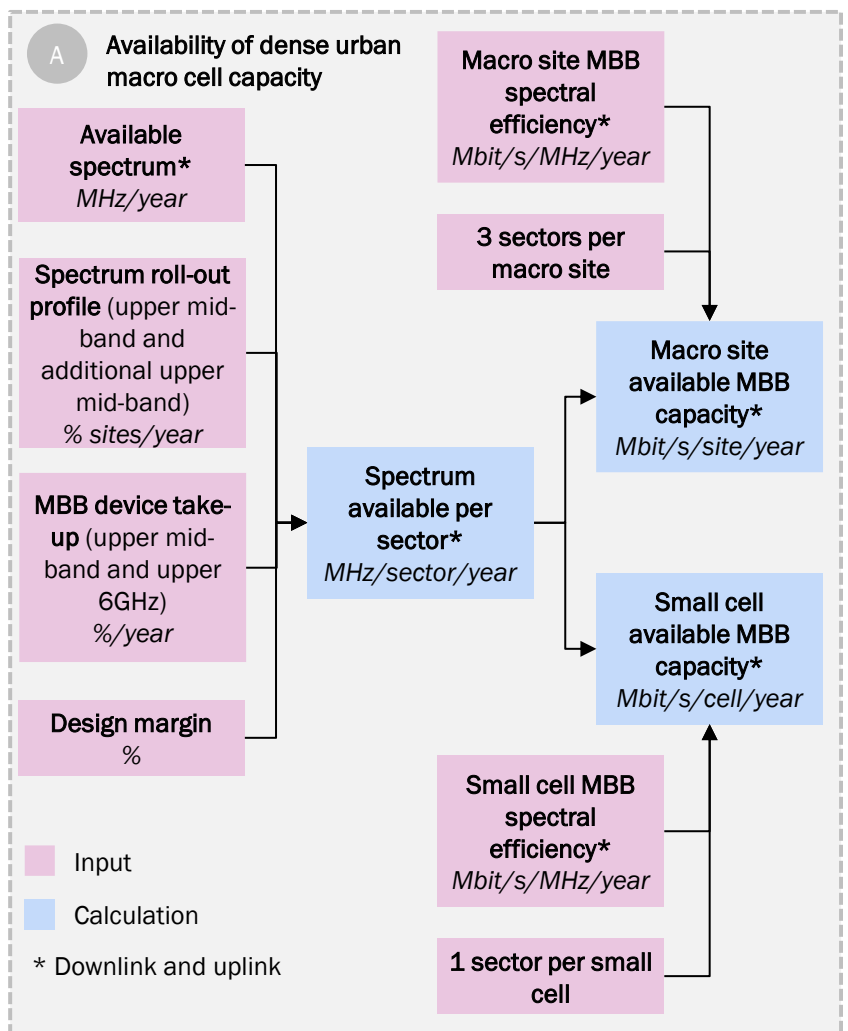 A
Availability of dense urban
macro cell capacity
Available
spectrum*
MHz/year
Spectrum roll-out
profile (upper mid-
band and
additional upper
mid-band)
% sites/year
MBB device take-
up (upper mid-
band and upper
6GHz)
%/year
Design margin
%
Spectrum
available per
sector*
MHz/sector/year
Macro site MBB
spectral
efficiency*
Mbit/s/MHz/year
3 sectors per
macro site
Macro site
available MBB
capacity*
Mbit/s/site/year
Small cell
available MBB
capacity*
Mbit/s/cell/year
Small cell MBB
spectral
efficiency*
Mbit/s/MHz/year
1 sector per small
cell
Input
Calculation
* Downlink and uplink